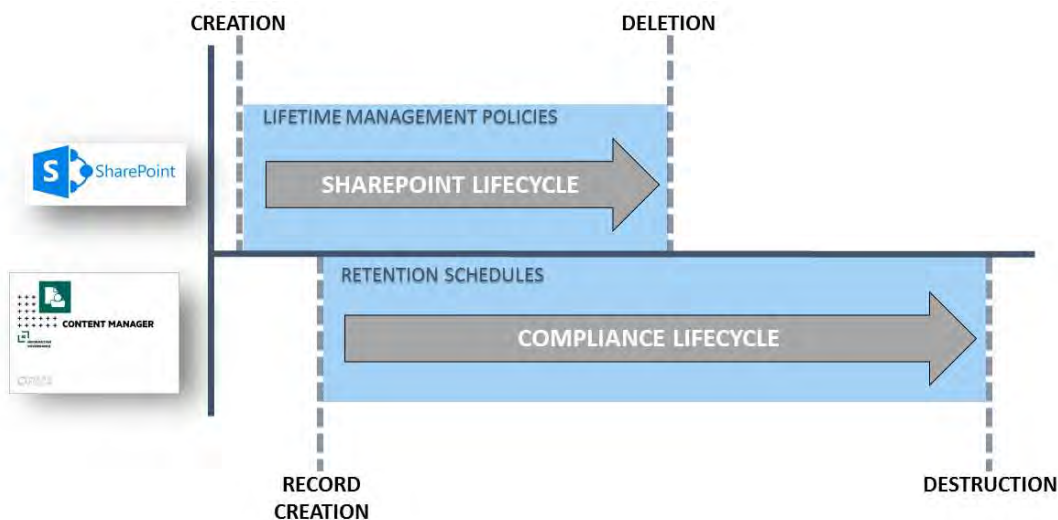 CREATION
DELETION
LIFETIME MANAGEMENT POLICIES
S SharePoint
SHAREPOINT LIFECYCLE
RETENTION SCHEDULES
CONTENT MANAGER
COMPLIANCE LIFECYCLE
RECORD
CREATION
DESTRUCTION